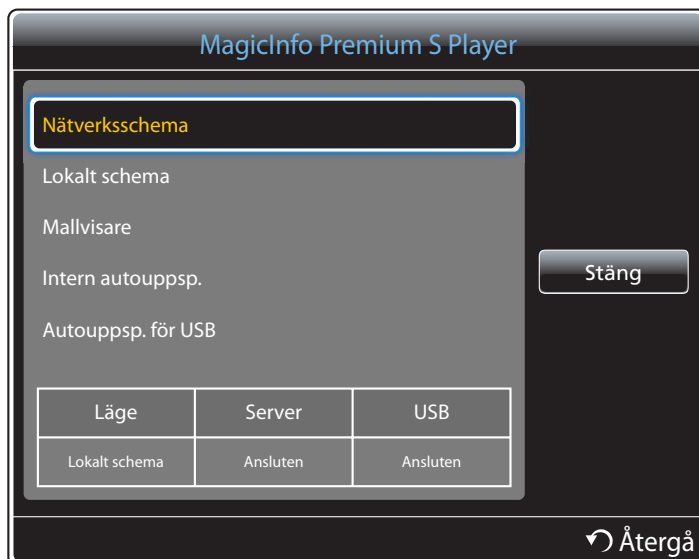 MagicInfo Premium S Player
Nätverksschema
Lokalt schema
Mallvisare
Intern autouppsp.
Autouppsp. för USB
Stäng
Läge Server USB
Lokalt schema Ansluten Ansluten
Återgå